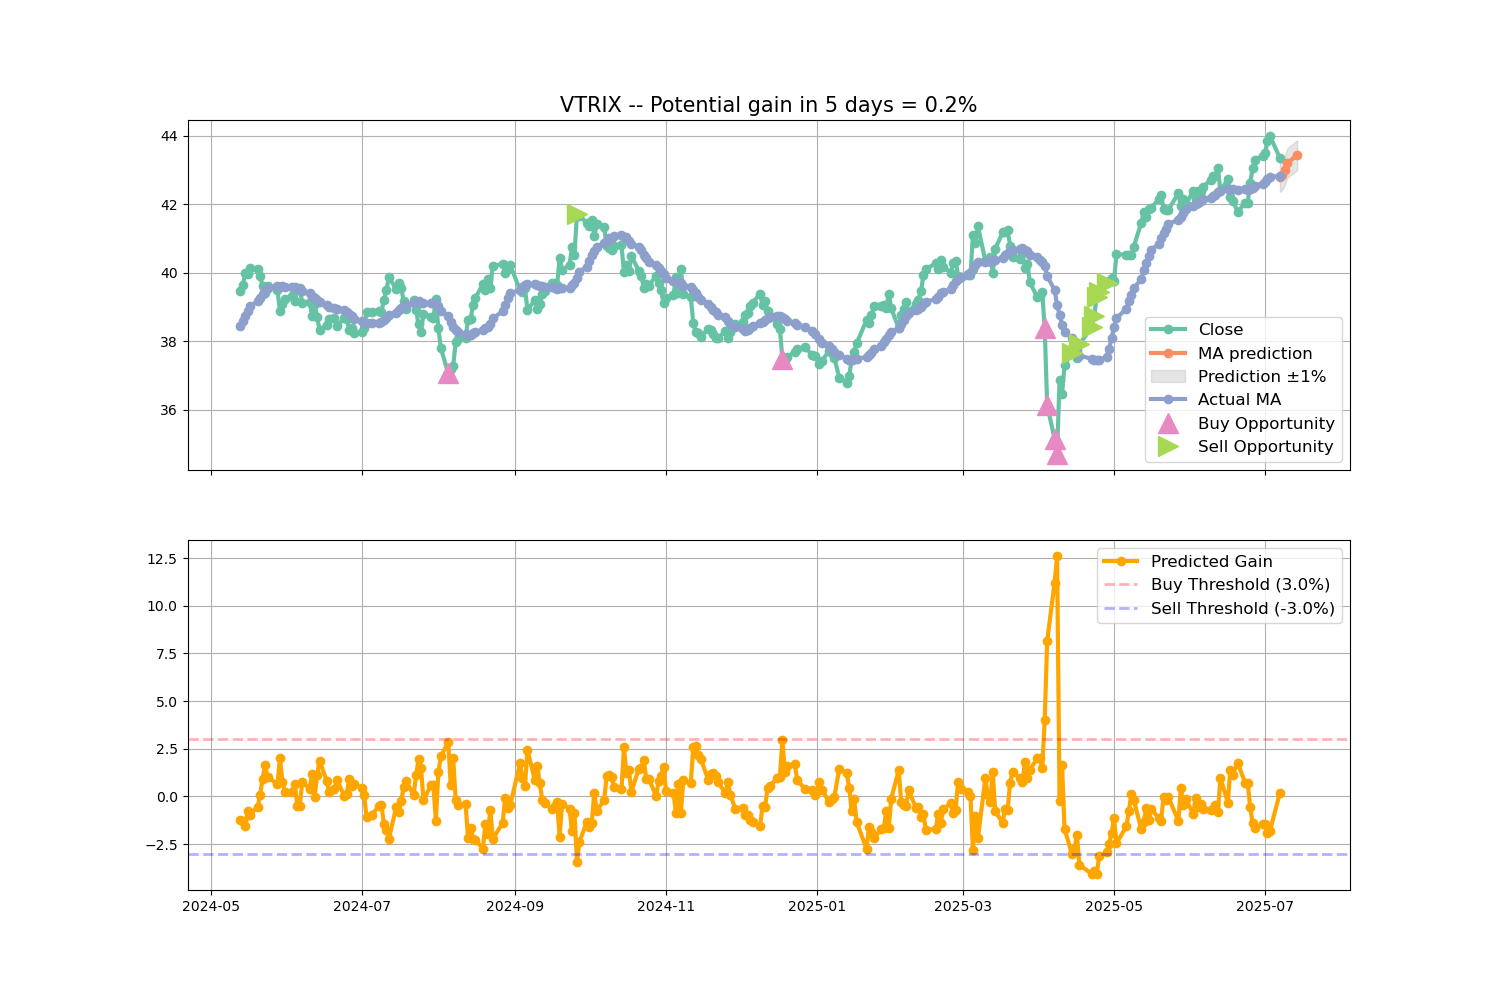 VTRIX -- Potential gain in 5 days = 0.2%
44
42
40
38
36
Close
MA prediction
Prediction ±1%
Actual MA
Buy Opportunity
Sell Opportunity
12.5
10.0
7.5
5.0
2.5
0.0
−2.5
Predicted Gain
Buy Threshold (3.0%)
Sell Threshold (-3.0%)
2024-05
2024-07
2024-09
2024-11
2025-01
2025-03
2025-05
2025-07